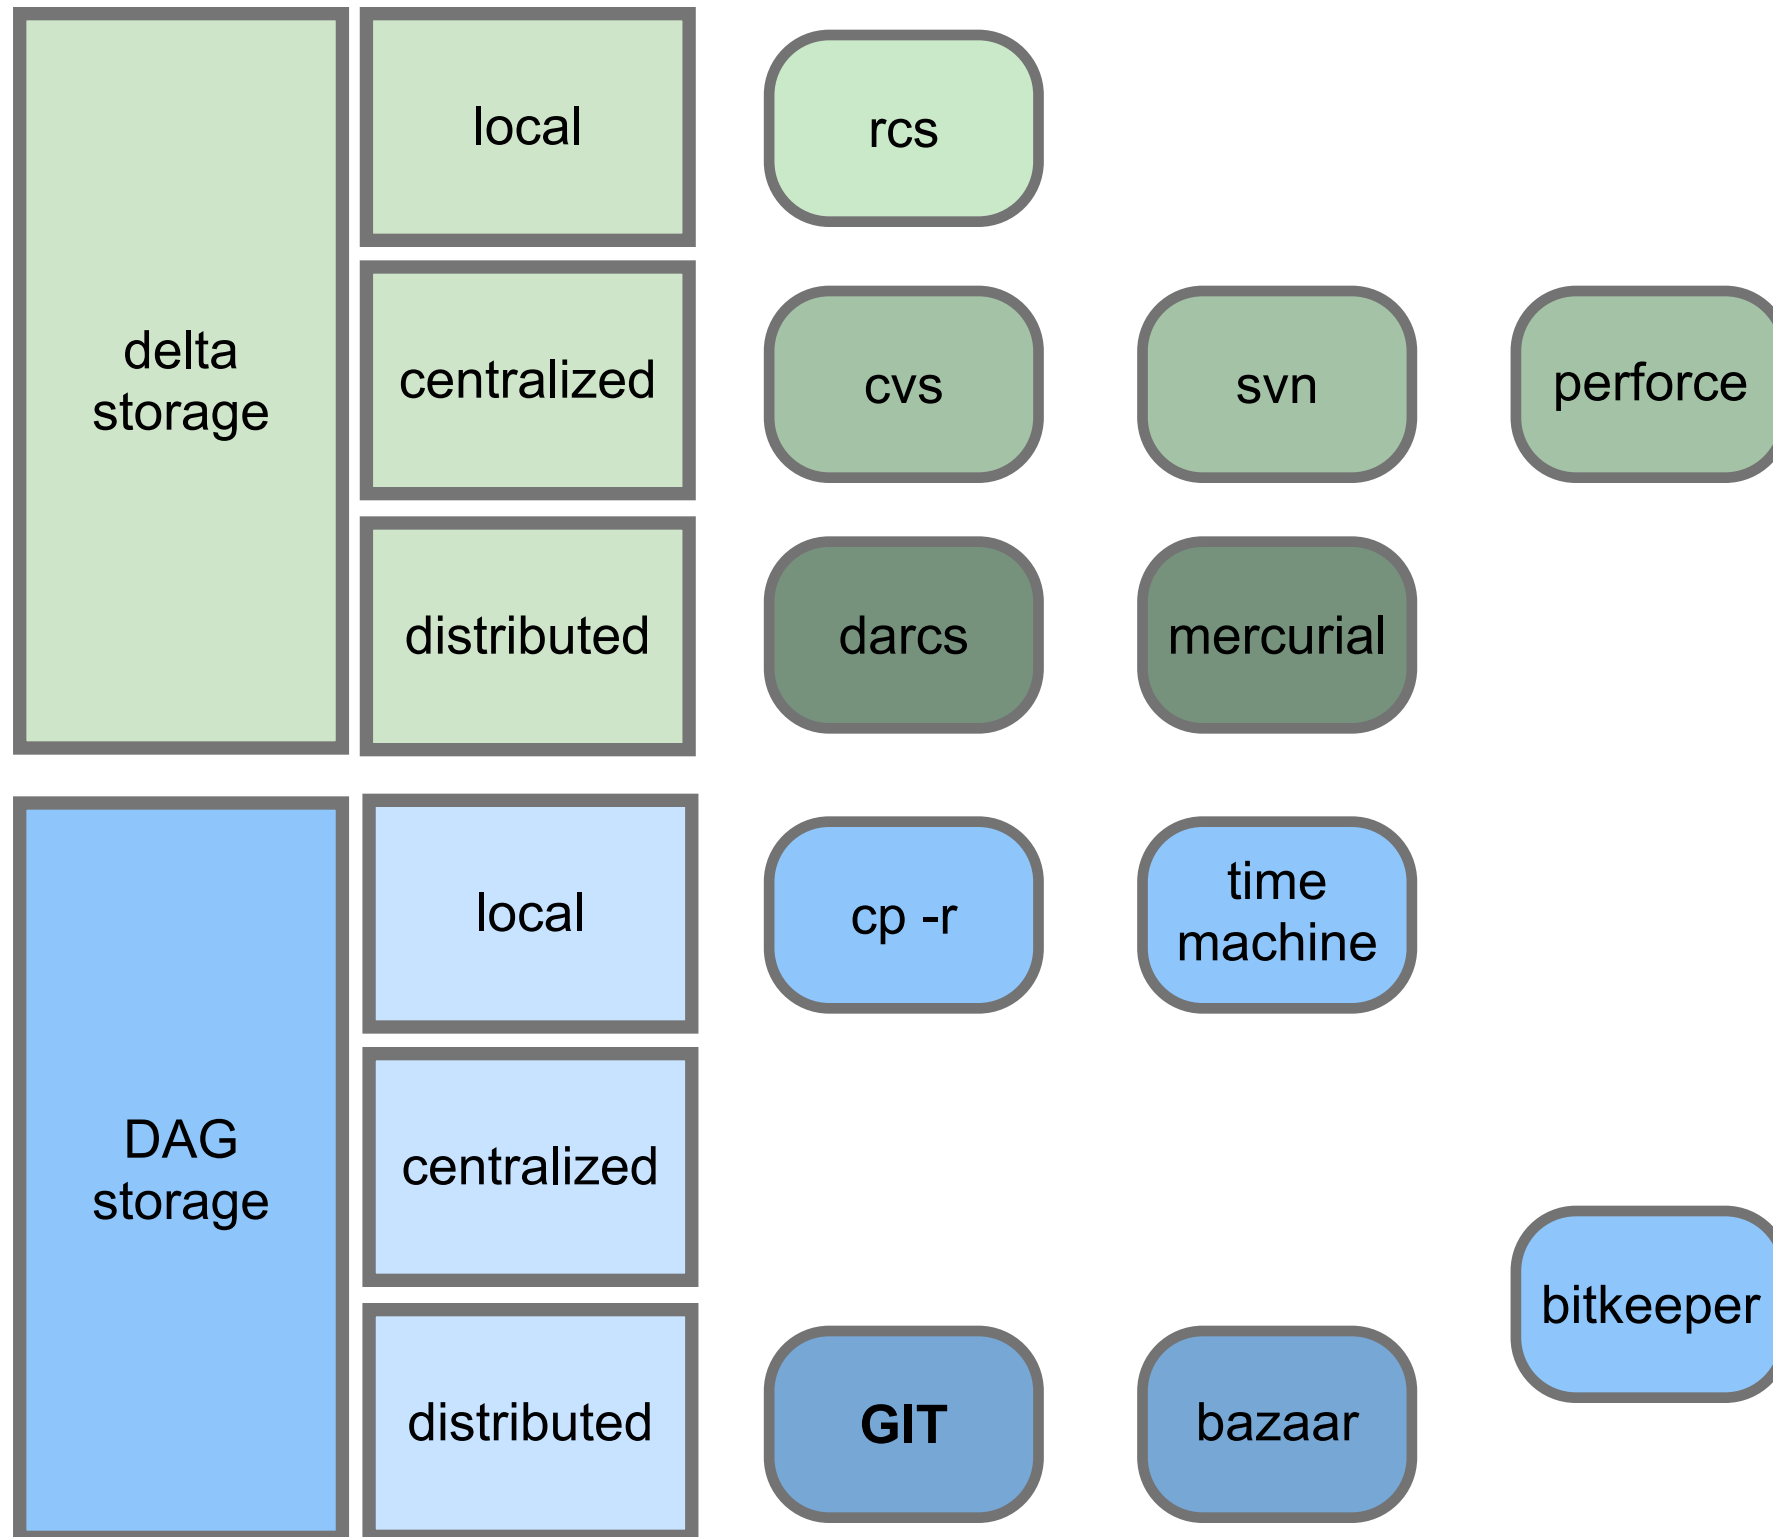 delta
storage
local
rcs
centralized
cvs
svn
perforce
distributed
darcs
mercurial
DAG
storage
local
cp -r
time
machine
centralized
bitkeeper
distributed
GIT
bazaar